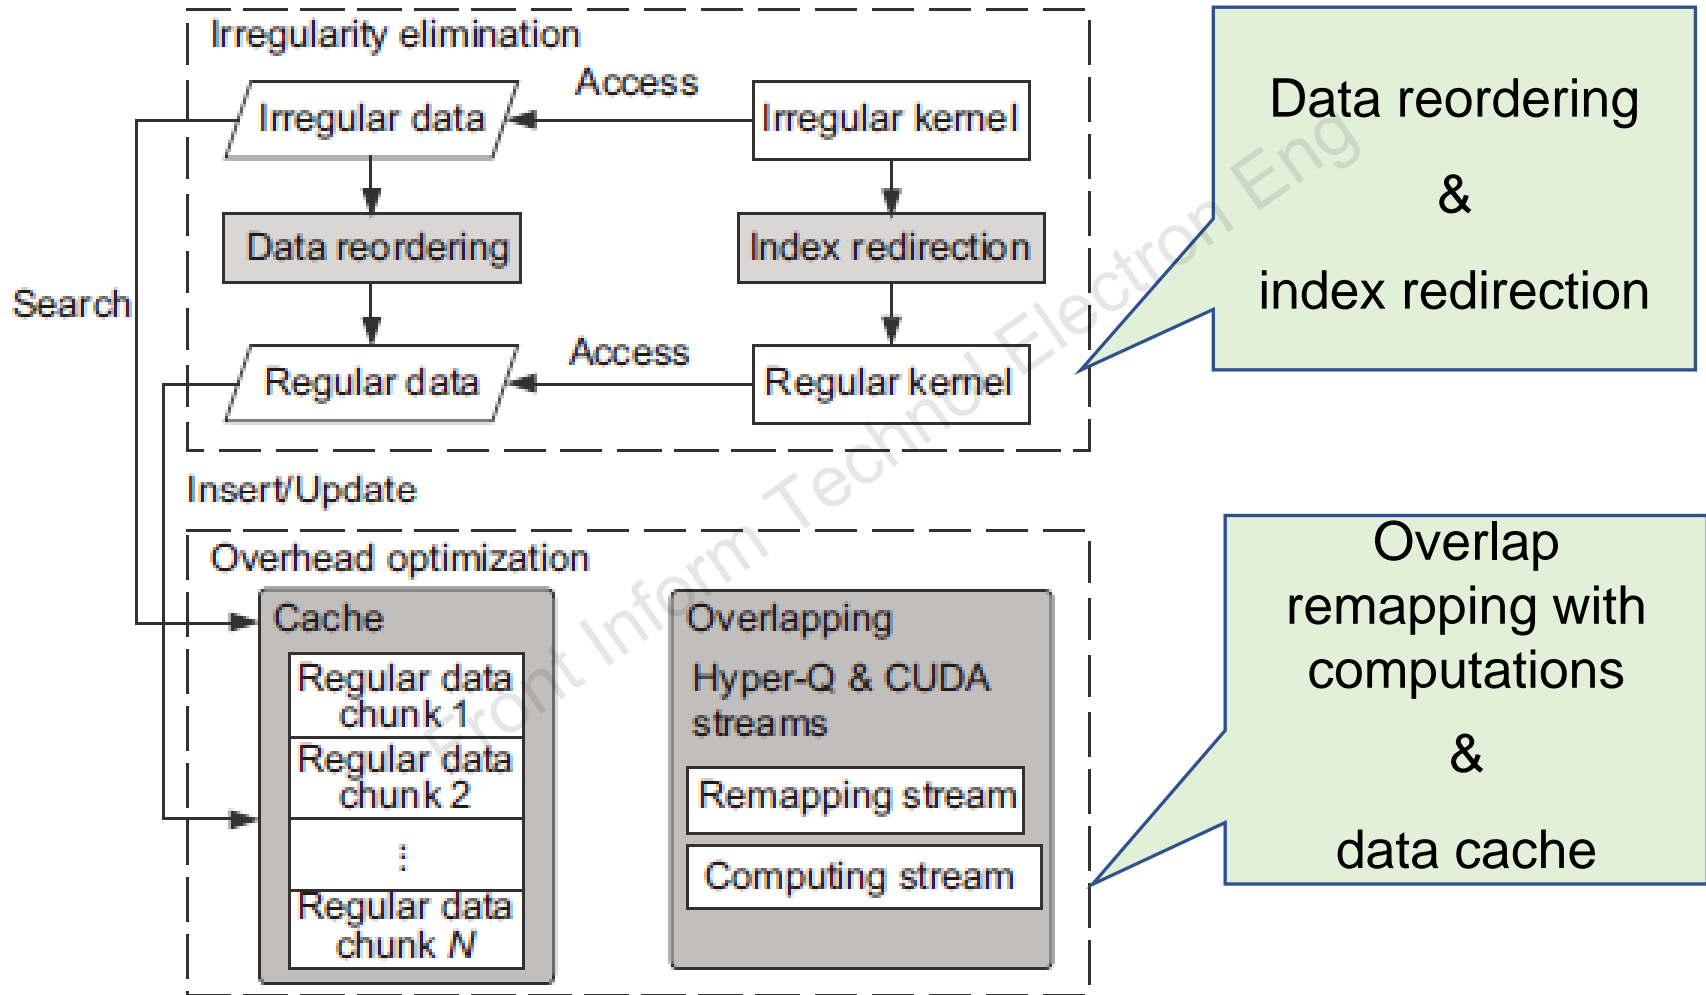 Irregularity elimination
Access
Irregular data
Irregular kernel
Data reordering
Index redirection
Search
Access
Regular data
Regular kernel
Insert/Update
Overhead optimization
Cache
Regular data
chunk 1
Regular data
chunk 2
⋮
Regular data
chunk N
Overlapping
Hyper-Q & CUDA
streams
Remapping stream
Computing stream
Data reordering
&
index redirection
Overlap
remapping with
computations
&
data cache
Front Inform Technol Electron Eng